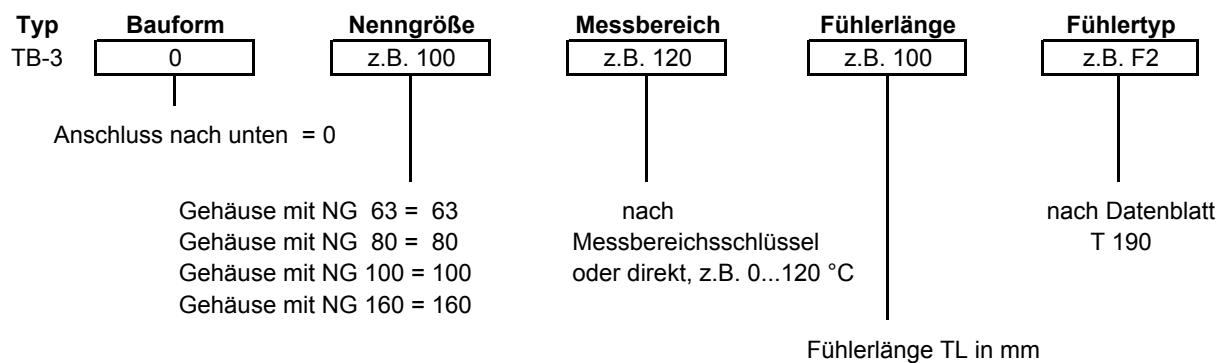 Typ Bauform Nenngröße Messbereich Fühlerlänge Fühlertyp
TB-3 0 z.B. 100 z.B. 120 z.B. 100 z.B. F2
Anschluss nach unten = 0
Gehäuse mit NG 63 = 63 nach nach Datenblatt
Gehäuse mit NG 80 = 80 Messbereichsschlüssel T 190
Gehäuse mit NG 100 = 100 oder direkt, z.B. 0...120 °C
Gehäuse mit NG 160 = 160
Fühlerlänge TL in mm